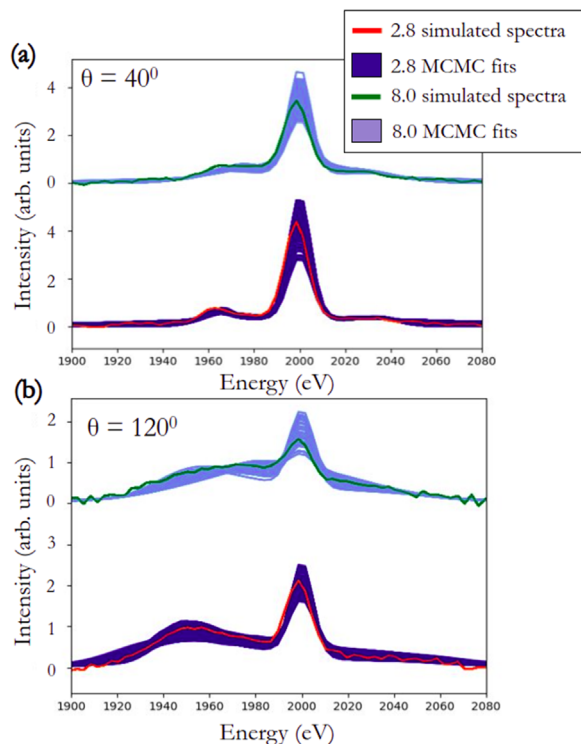 2.8 simulated spectra
2.8 MCMC fits
8.0 simulated spectra
8.0 MCMC fits
(a)
θ = 40⁰
4
2
0
4
2
0
Intensity (arb. units)
1900 1920 1940 1960 1980 2000 2020 2040 2060 2080
Energy (eV)
(b)
θ = 120⁰
2
1
0
3
2
1
0
Intensity (arb. units)
1900 1920 1940 1960 1980 2000 2020 2040 2060 2080
Energy (eV)